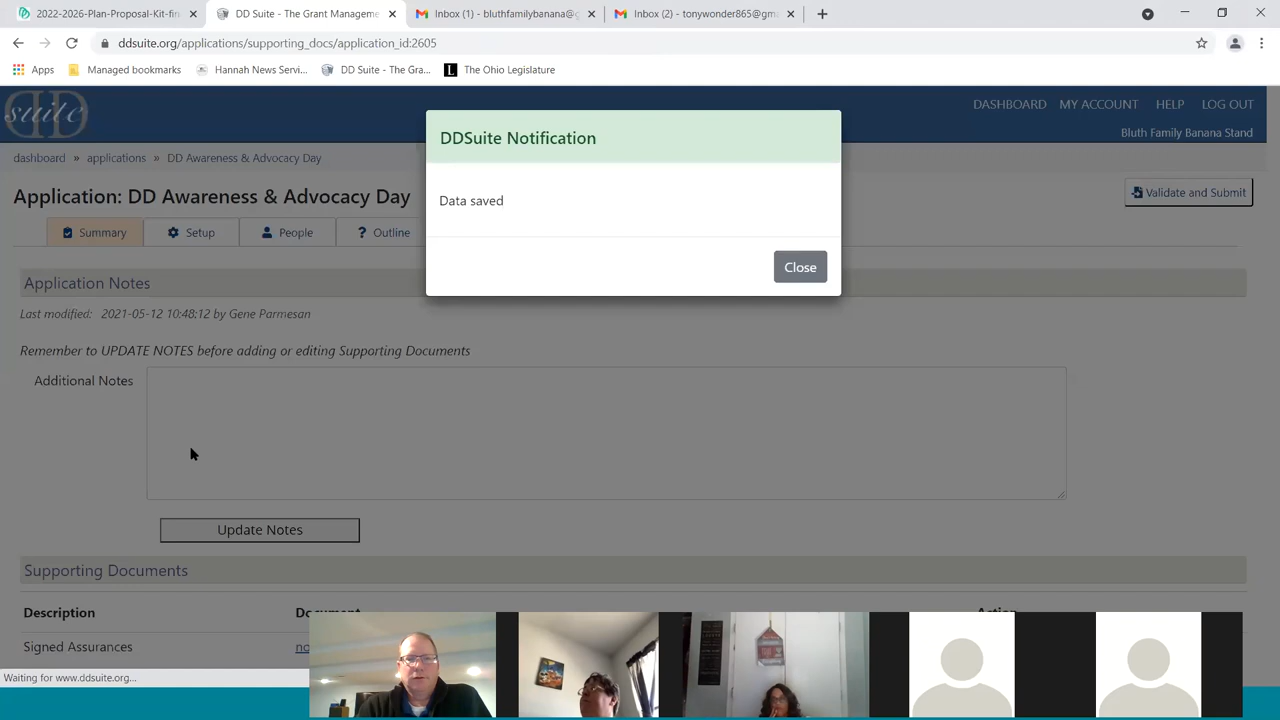 2022-2026-Plan-Proposal-Kit-fin
DD Suite - The Grant Manageme
Inbox (1) - bluthfamilybanana@g
Inbox (2) - tonywonder865@gm
ddsuite.org/applications/supporting_docs/application_id:2605
Apps
Managed bookmarks
Hannah News Servi...
DD Suite - The Gra...
The Ohio Legislature
DD suite
DASHBOARD MY ACCOUNT HELP LOG OUT
Bluth Family Banana Stand
dashboard » applications » DD Awareness & Advocacy Day
Application: DD Awareness & Advocacy Day
Validate and Submit
Summary
Setup
People
? Outline
DDSuite Notification
Data saved
Close
Application Notes
Last modified: 2021-05-12 10:48:12 by Gene Parmesan
Remember to UPDATE NOTES before adding or editing Supporting Documents
Additional Notes
Update Notes
Supporting Documents
Description Document Action
Signed Assurances
Waiting for www.ddsuite.org...